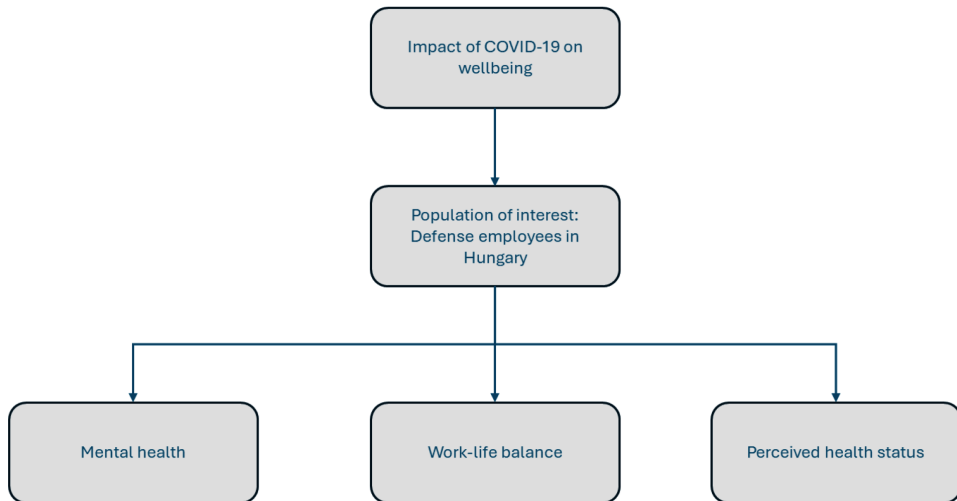 Impact of COVID-19 on
wellbeing
Population of interest:
Defense employees in
Hungary
Mental health
Work-life balance
Perceived health status